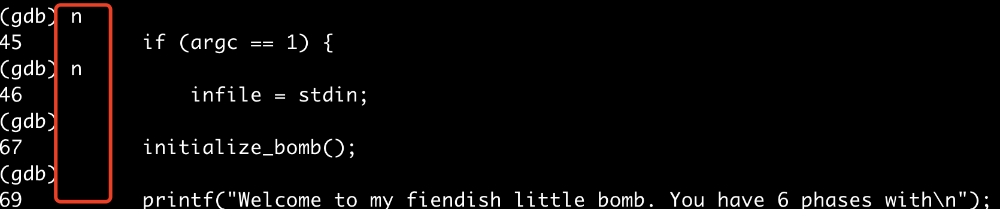 (gdb) n
45          if (argc == 1) {
(gdb) n
46              infile = stdin;
(gdb)
67          initialize_bomb();
(gdb)
69          printf("Welcome to my fiendish little bomb. You have 6 phases with\n");